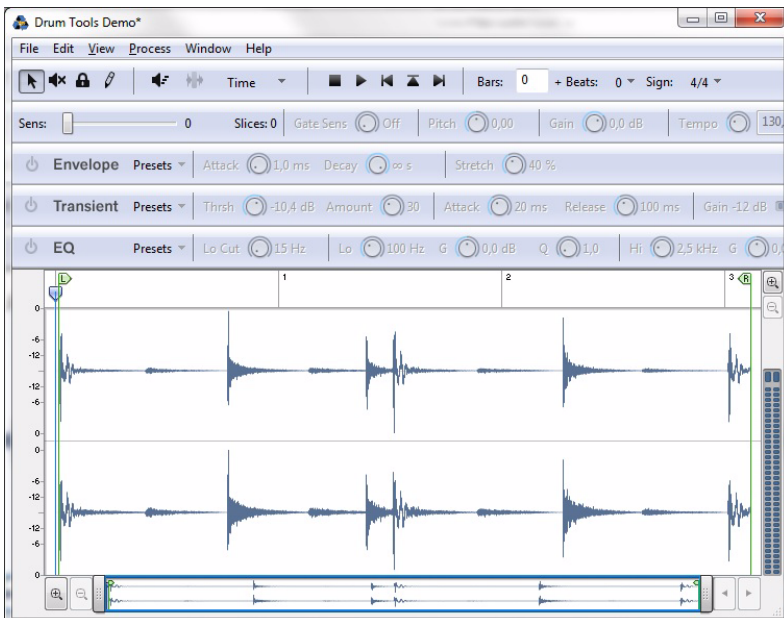 Drum Tools Demo*
File Edit View Process Window Help
Time Bars: 0 + Beats: 0 Sign: 4/4
Sens: 0 Slices: 0 Gate Sens Off Pitch 0,00 Gain 0,0 dB Tempo 130,
Envelope Presets Attack 1,0 ms Decay ∞ s Stretch 40 %
Transient Presets Thrsh -10,4 dB Amount 30 Attack 20 ms Release 100 ms Gain -12 dB
EQ Presets Lo Cut 15 Hz Lo 100 Hz G 0,0 dB Q 1,0 Hi 2,5 kHz G 0,
L 1 2 3 R
0
-6
-12
-12
-6
0
0
-6
-12
-12
-6
0